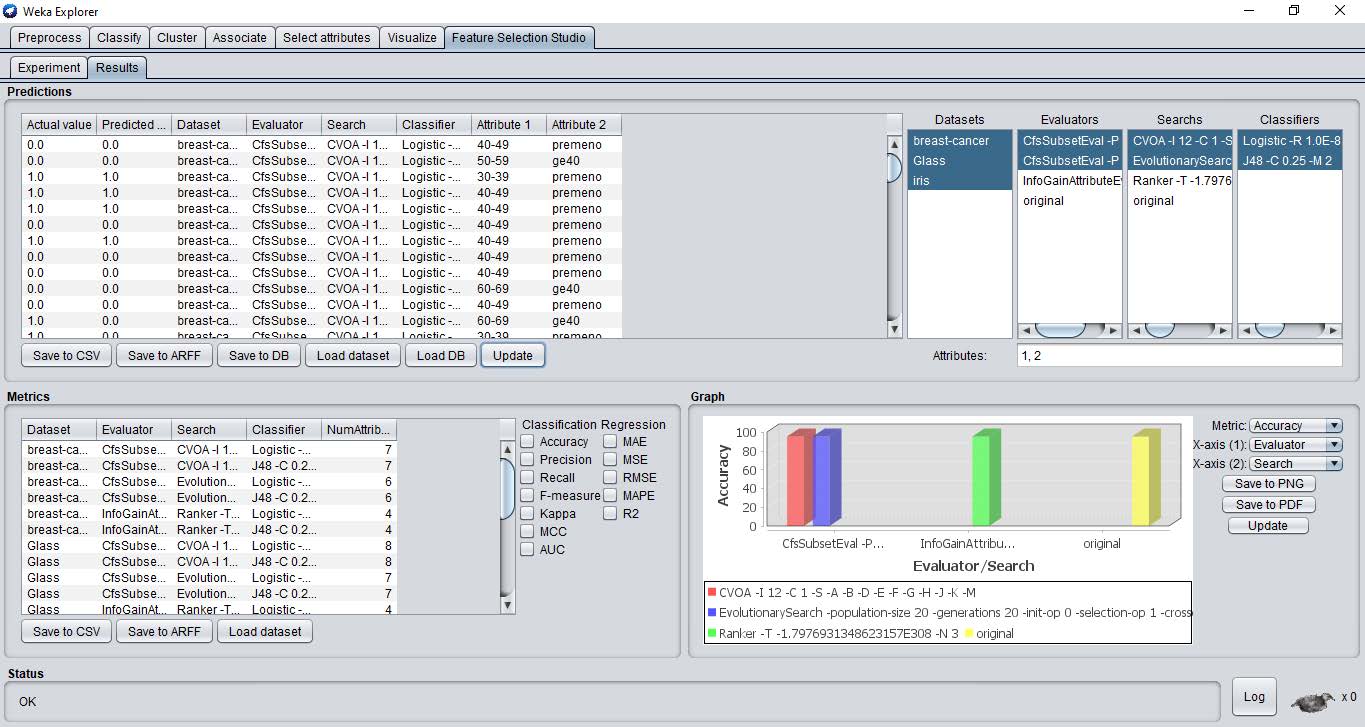 Weka Explorer
Preprocess Classify Cluster Associate Select attributes Visualize Feature Selection Studio
Experiment Results
Predictions
Actual value Predicted ... Dataset Evaluator Search Classifier Attribute 1 Attribute 2
0.0 0.0 breast-ca... CfsSubse... CVOA -I 1... Logistic -... 40-49 premeno
0.0 0.0 breast-ca... CfsSubse... CVOA -I 1... Logistic -... 50-59 ge40
1.0 1.0 breast-ca... CfsSubse... CVOA -I 1... Logistic -... 30-39 premeno
0.0 0.0 breast-ca... CfsSubse... CVOA -I 1... Logistic -... 40-49 premeno
1.0 1.0 breast-ca... CfsSubse... CVOA -I 1... Logistic -... 40-49 premeno
0.0 0.0 breast-ca... CfsSubse... CVOA -I 1... Logistic -... 40-49 premeno
1.0 1.0 breast-ca... CfsSubse... CVOA -I 1... Logistic -... 40-49 premeno
0.0 0.0 breast-ca... CfsSubse... CVOA -I 1... Logistic -... 40-49 premeno
0.0 0.0 breast-ca... CfsSubse... CVOA -I 1... Logistic -... 40-49 premeno
0.0 0.0 breast-ca... CfsSubse... CVOA -I 1... Logistic -... 60-69 ge40
0.0 0.0 breast-ca... CfsSubse... CVOA -I 1... Logistic -... 40-49 premeno
1.0 0.0 breast-ca... CfsSubse... CVOA -I 1... Logistic -... 60-69 ge40
1.0 0.0 breast-ca... CfsSubse... CVOA -I 1... Logistic -... 30-39 premeno
Save to CSV Save to ARFF Save to DB Load dataset Load DB Update
Datasets Evaluators Searchs Classifiers
breast-cancer CfsSubsetEval -P CVOA -I 12 -C 1 -S Logistic -R 1.0E-8
Glass CfsSubsetEval -P EvolutionarySearc J48 -C 0.25 -M 2
iris InfoGainAttributeEv Ranker -T -1.7976
original original
Attributes: 1, 2
Metrics
Dataset Evaluator Search Classifier NumAttrib...
breast-ca... CfsSubse... CVOA -I 1... Logistic -... 7
breast-ca... CfsSubse... CVOA -I 1... J48 -C 0.2... 7
breast-ca... CfsSubse... Evolution... Logistic -... 6
breast-ca... CfsSubse... Evolution... J48 -C 0.2... 6
breast-ca... InfoGainAt... Ranker -T... Logistic -... 4
breast-ca... InfoGainAt... Ranker -T... J48 -C 0.2... 4
Glass CfsSubse... CVOA -I 1... Logistic -... 8
Glass CfsSubse... CVOA -I 1... J48 -C 0.2... 8
Glass CfsSubse... Evolution... Logistic -... 7
Glass CfsSubse... Evolution... J48 -C 0.2... 7
Glass InfoGainAt... Ranker -T... Logistic -... 4
Save to CSV Save to ARFF Load dataset
Classification Regression
Accuracy MAE
Precision MSE
Recall RMSE
F-measure MAPE
Kappa R2
MCC
AUC
Graph
Accuracy
100
80
60
40
20
0
CfsSubsetEval -P... InfoGainAttribu... original
Evaluator/Search
CVOA -I 12 -C 1 -S -A -B -D -E -F -G -H -J -K -M
EvolutionarySearch -population-size 20 -generations 20 -init-op 0 -selection-op 1 -cross
Ranker -T -1.7976931348623157E308 -N 3 original
Metric: Accuracy
X-axis (1): Evaluator
X-axis (2): Search
Save to PNG
Save to PDF
Update
Status
OK
Log x 0